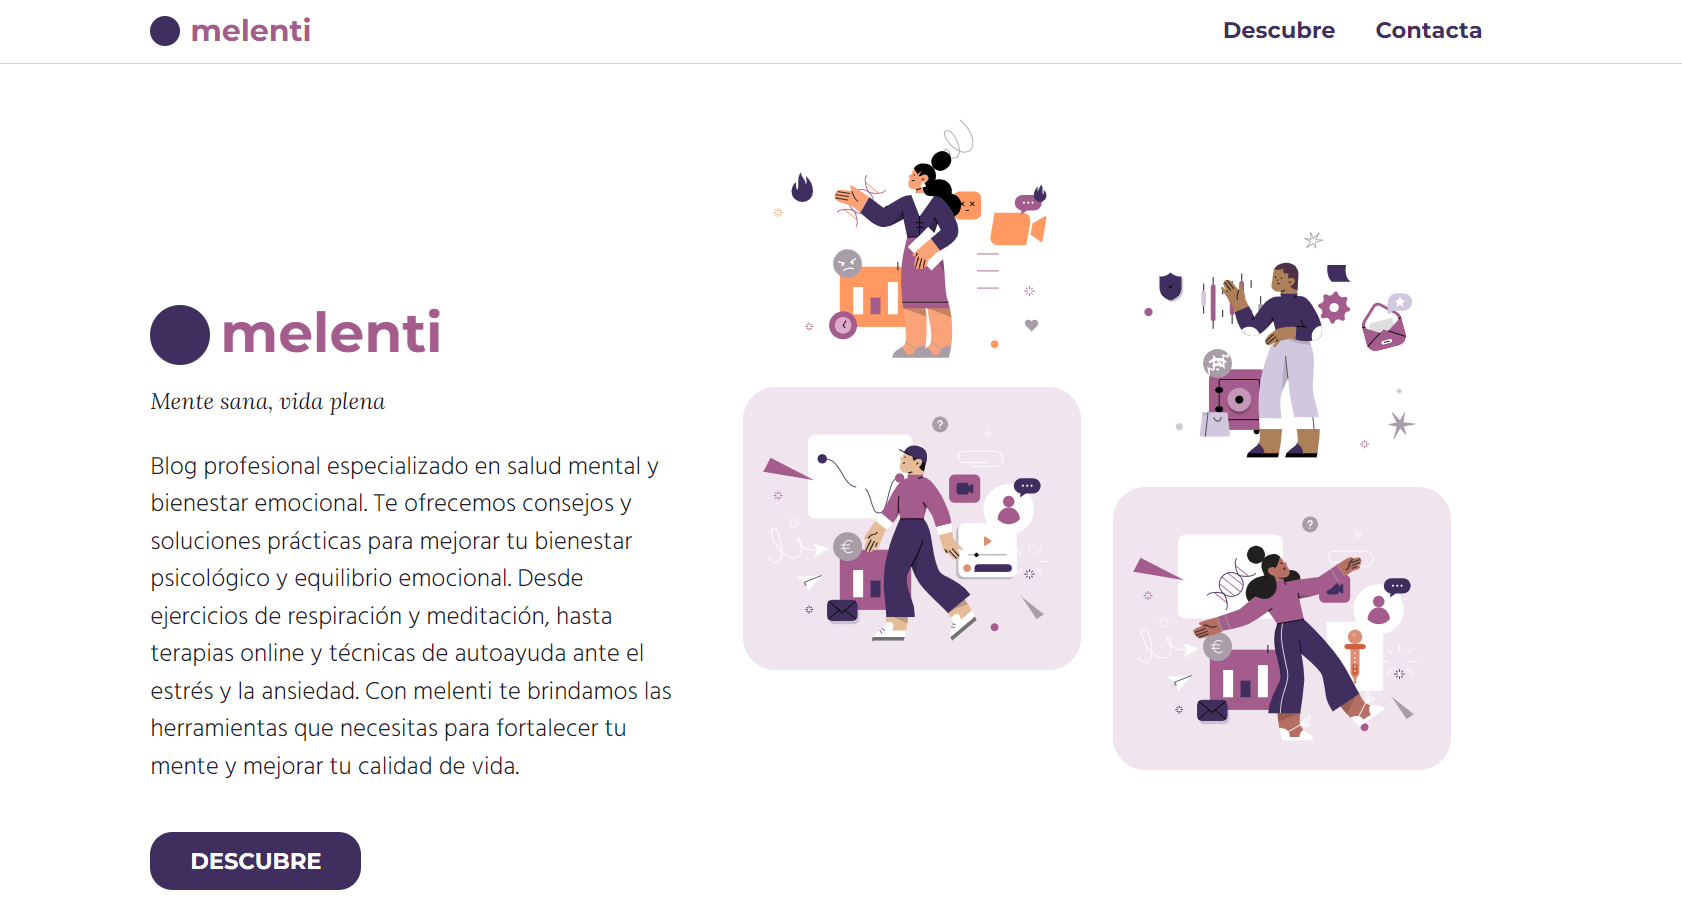 melenti
Descubre
Contacta
melenti
Mente sana, vida plena
Blog profesional especializado en salud mental y
bienestar emocional. Te ofrecemos consejos y
soluciones prácticas para mejorar tu bienestar
psicológico y equilibrio emocional. Desde
ejercicios de respiración y meditación, hasta
terapias online y técnicas de autoayuda ante el
estrés y la ansiedad. Con melenti te brindamos las
herramientas que necesitas para fortalecer tu
mente y mejorar tu calidad de vida.
DESCUBRE
?
€
?
€